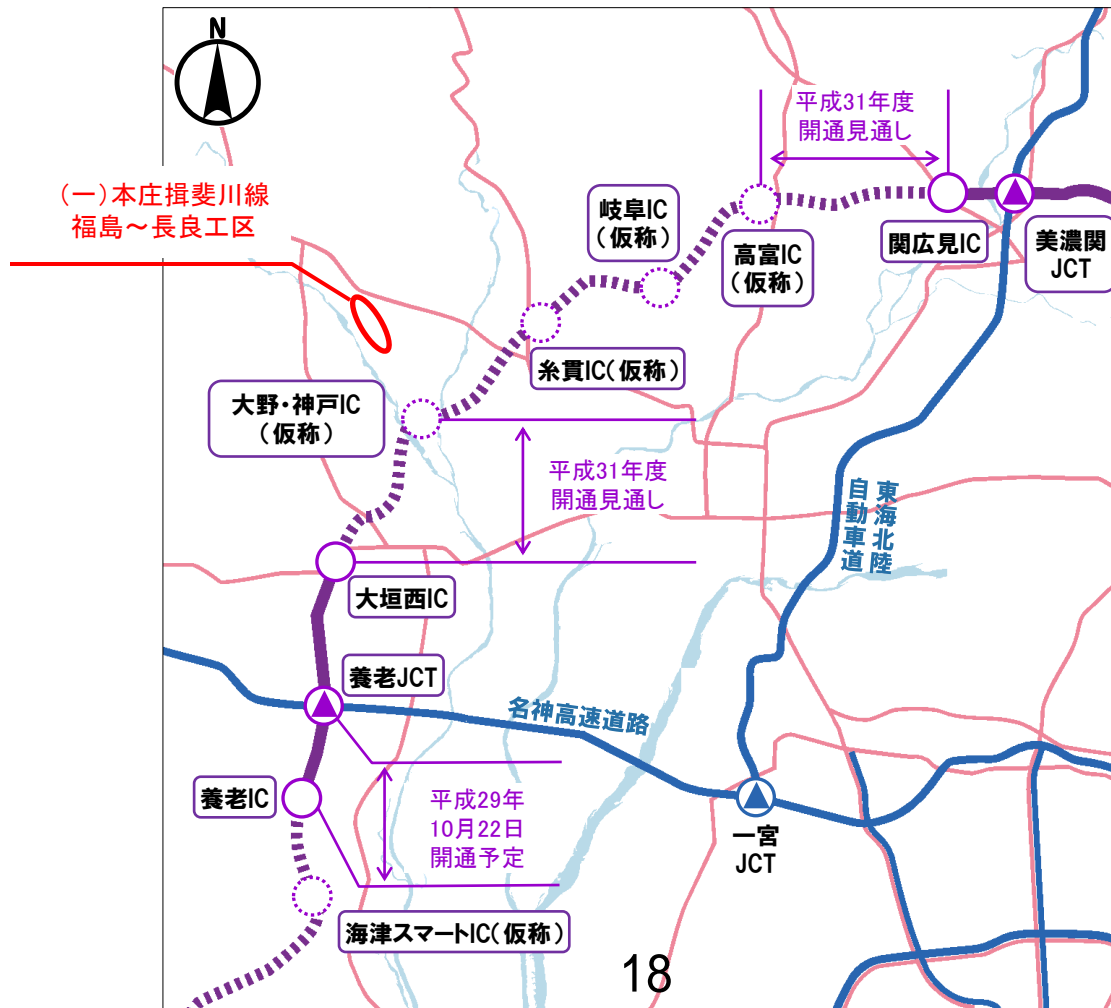 N
平成31年度
開通見通し
(一)本庄揖斐川線
福島～長良工区
岐阜IC
(仮称)
高富IC
(仮称)
関広見IC
美濃関
JCT
糸貫IC(仮称)
大野・神戸IC
(仮称)
平成31年度
開通見通し
東海北陸
自動車道
大垣西IC
養老JCT
名神高速道路
養老IC
平成29年
10月22日
開通予定
一宮
JCT
海津スマートIC(仮称)
18